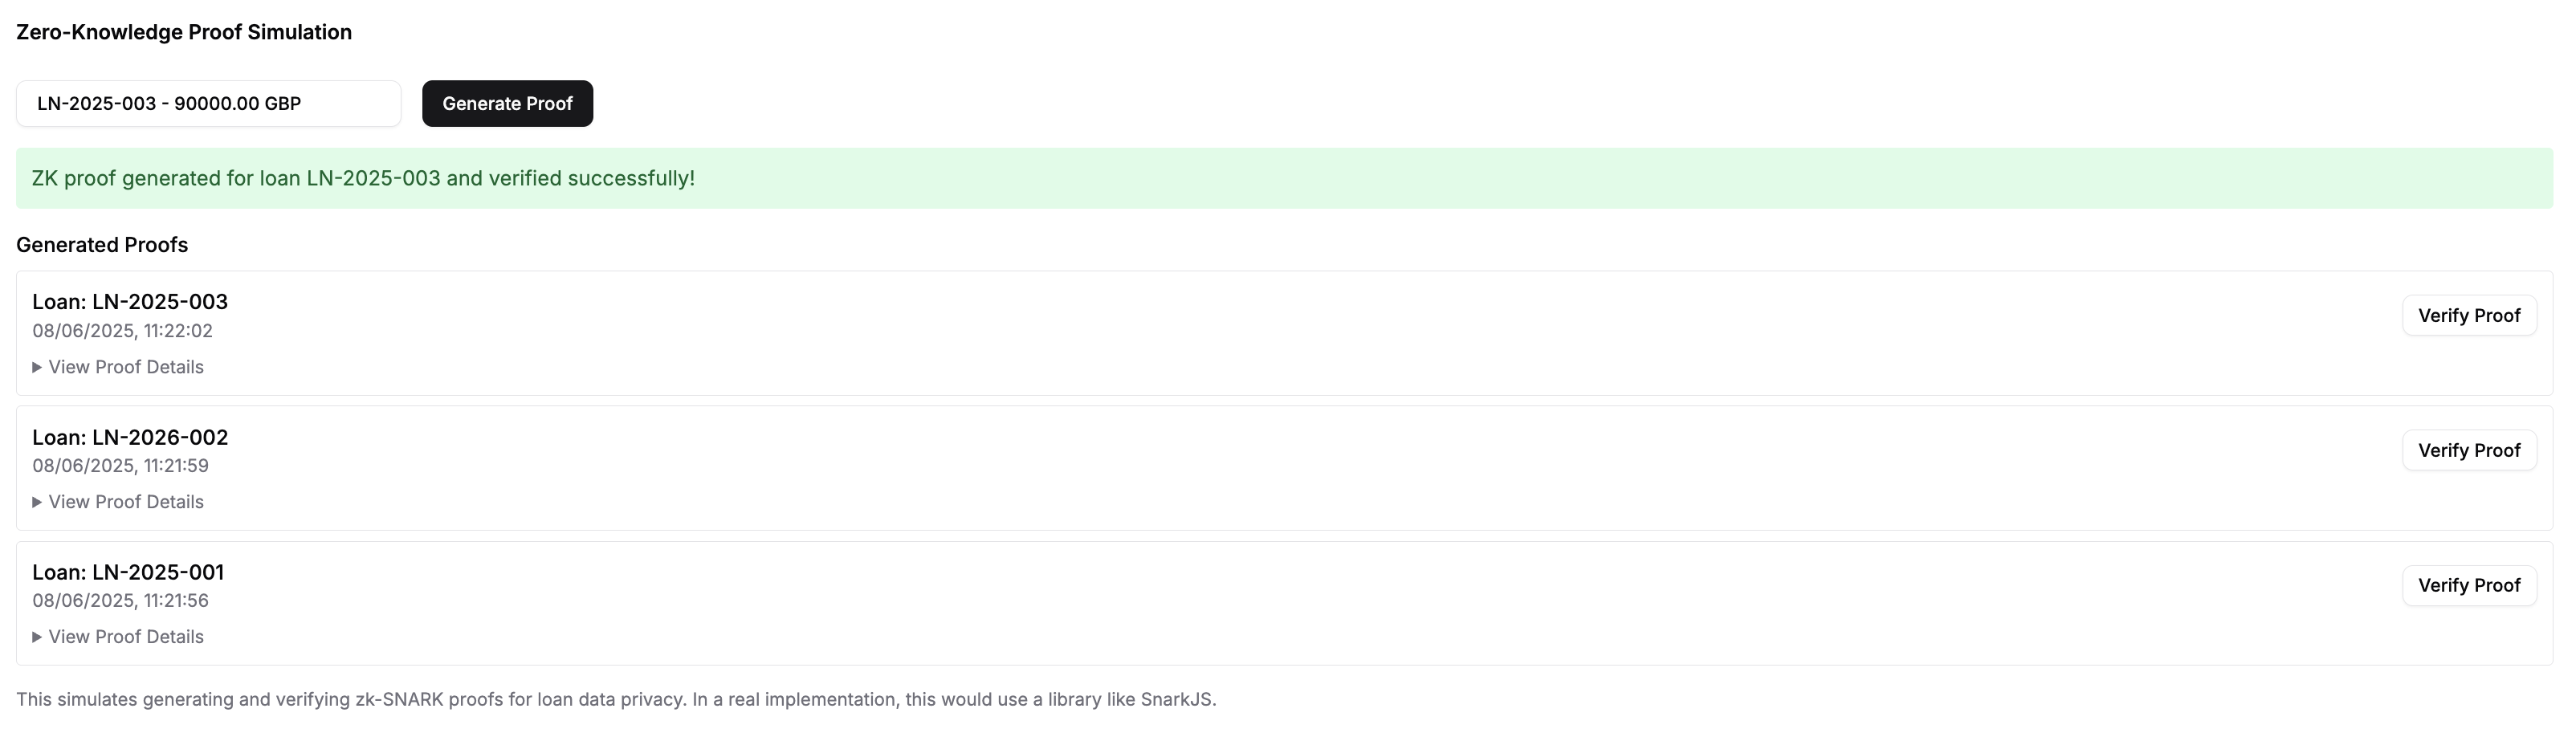 Zero-Knowledge Proof Simulation
LN-2025-003 - 90000.00 GBP
Generate Proof
ZK proof generated for loan LN-2025-003 and verified successfully!
Generated Proofs
Loan: LN-2025-003
08/06/2025, 11:22:02
Verify Proof
▶ View Proof Details
Loan: LN-2026-002
08/06/2025, 11:21:59
Verify Proof
▶ View Proof Details
Loan: LN-2025-001
08/06/2025, 11:21:56
Verify Proof
▶ View Proof Details
This simulates generating and verifying zk-SNARK proofs for loan data privacy. In a real implementation, this would use a library like SnarkJS.